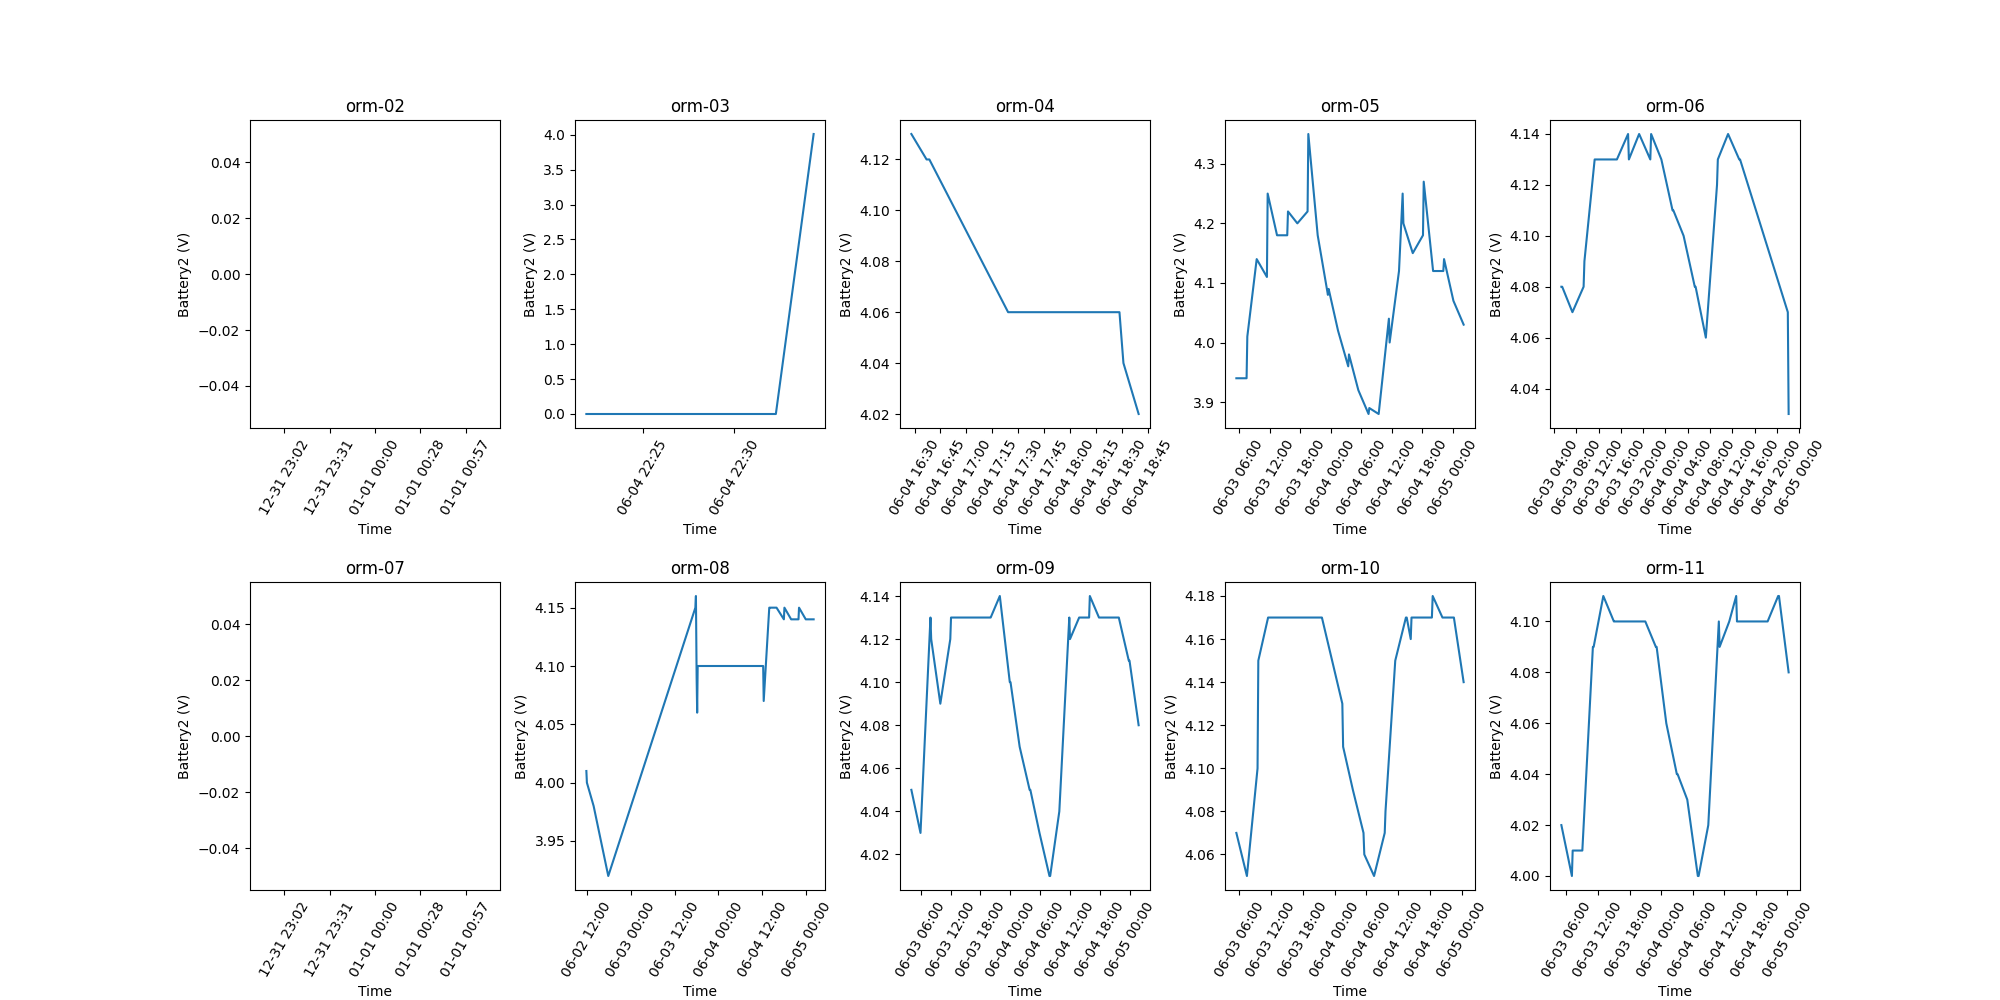 orm-02 orm-03 orm-04 orm-05 orm-06
Battery2 (V)
0.04
0.02
0.00
−0.02
−0.04
12-31 23:02 12-31 23:31 01-01 00:00 01-01 00:28 01-01 00:57
Time
Battery2 (V)
4.0
3.5
3.0
2.5
2.0
1.5
1.0
0.5
0.0
06-04 22:25 06-04 22:30
Time
Battery2 (V)
4.12
4.10
4.08
4.06
4.04
4.02
06-04 16:30 06-04 16:45 06-04 17:00 06-04 17:15 06-04 17:30 06-04 17:45 06-04 18:00 06-04 18:15 06-04 18:30 06-04 18:45
Time
Battery2 (V)
4.3
4.2
4.1
4.0
3.9
06-03 06:00 06-03 12:00 06-03 18:00 06-04 00:00 06-04 06:00 06-04 12:00 06-04 18:00 06-05 00:00
Time
Battery2 (V)
4.14
4.12
4.10
4.08
4.06
4.04
06-03 04:00 06-03 08:00 06-03 12:00 06-03 16:00 06-03 20:00 06-04 00:00 06-04 04:00 06-04 08:00 06-04 12:00 06-04 16:00 06-04 20:00 06-05 00:00
Time
orm-07 orm-08 orm-09 orm-10 orm-11
Battery2 (V)
0.04
0.02
0.00
−0.02
−0.04
12-31 23:02 12-31 23:31 01-01 00:00 01-01 00:28 01-01 00:57
Time
Battery2 (V)
4.15
4.10
4.05
4.00
3.95
06-02 12:00 06-03 00:00 06-03 12:00 06-04 00:00 06-04 12:00 06-05 00:00
Time
Battery2 (V)
4.14
4.12
4.10
4.08
4.06
4.04
4.02
06-03 06:00 06-03 12:00 06-03 18:00 06-04 00:00 06-04 06:00 06-04 12:00 06-04 18:00 06-05 00:00
Time
Battery2 (V)
4.18
4.16
4.14
4.12
4.10
4.08
4.06
06-03 06:00 06-03 12:00 06-03 18:00 06-04 00:00 06-04 06:00 06-04 12:00 06-04 18:00 06-05 00:00
Time
Battery2 (V)
4.10
4.08
4.06
4.04
4.02
4.00
06-03 06:00 06-03 12:00 06-03 18:00 06-04 00:00 06-04 06:00 06-04 12:00 06-04 18:00 06-05 00:00
Time